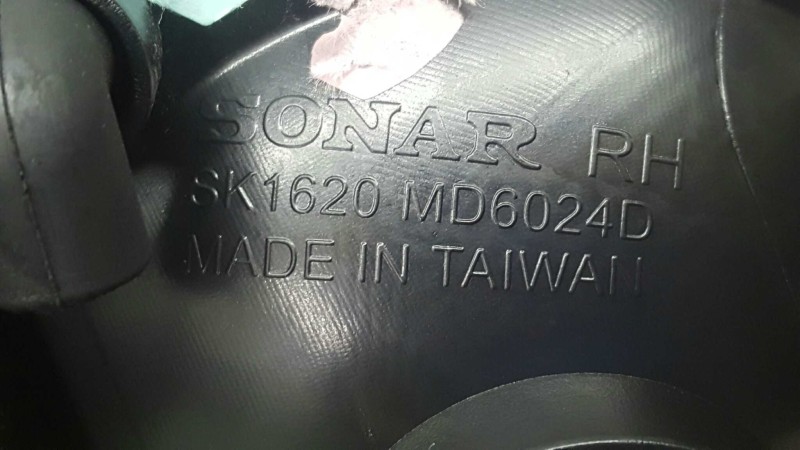 SONAR RH
SK1620 MD6024D
MADE IN TAIWAN